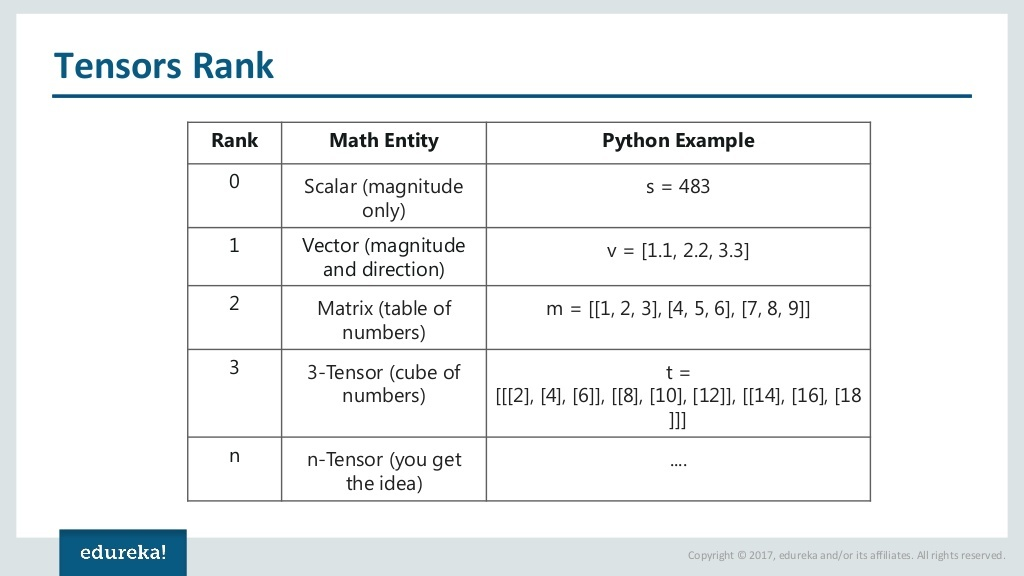 Tensors Rank
Rank Math Entity Python Example
0 Scalar (magnitude only) s = 483
1 Vector (magnitude and direction) v = [1.1, 2.2, 3.3]
2 Matrix (table of numbers) m = [[1, 2, 3], [4, 5, 6], [7, 8, 9]]
3 3-Tensor (cube of numbers) t = [[[2], [4], [6]], [[8], [10], [12]], [[14], [16], [18 ]]]
n n-Tensor (you get the idea) ....
edureka!
Copyright © 2017, edureka and/or its affiliates. All rights reserved.